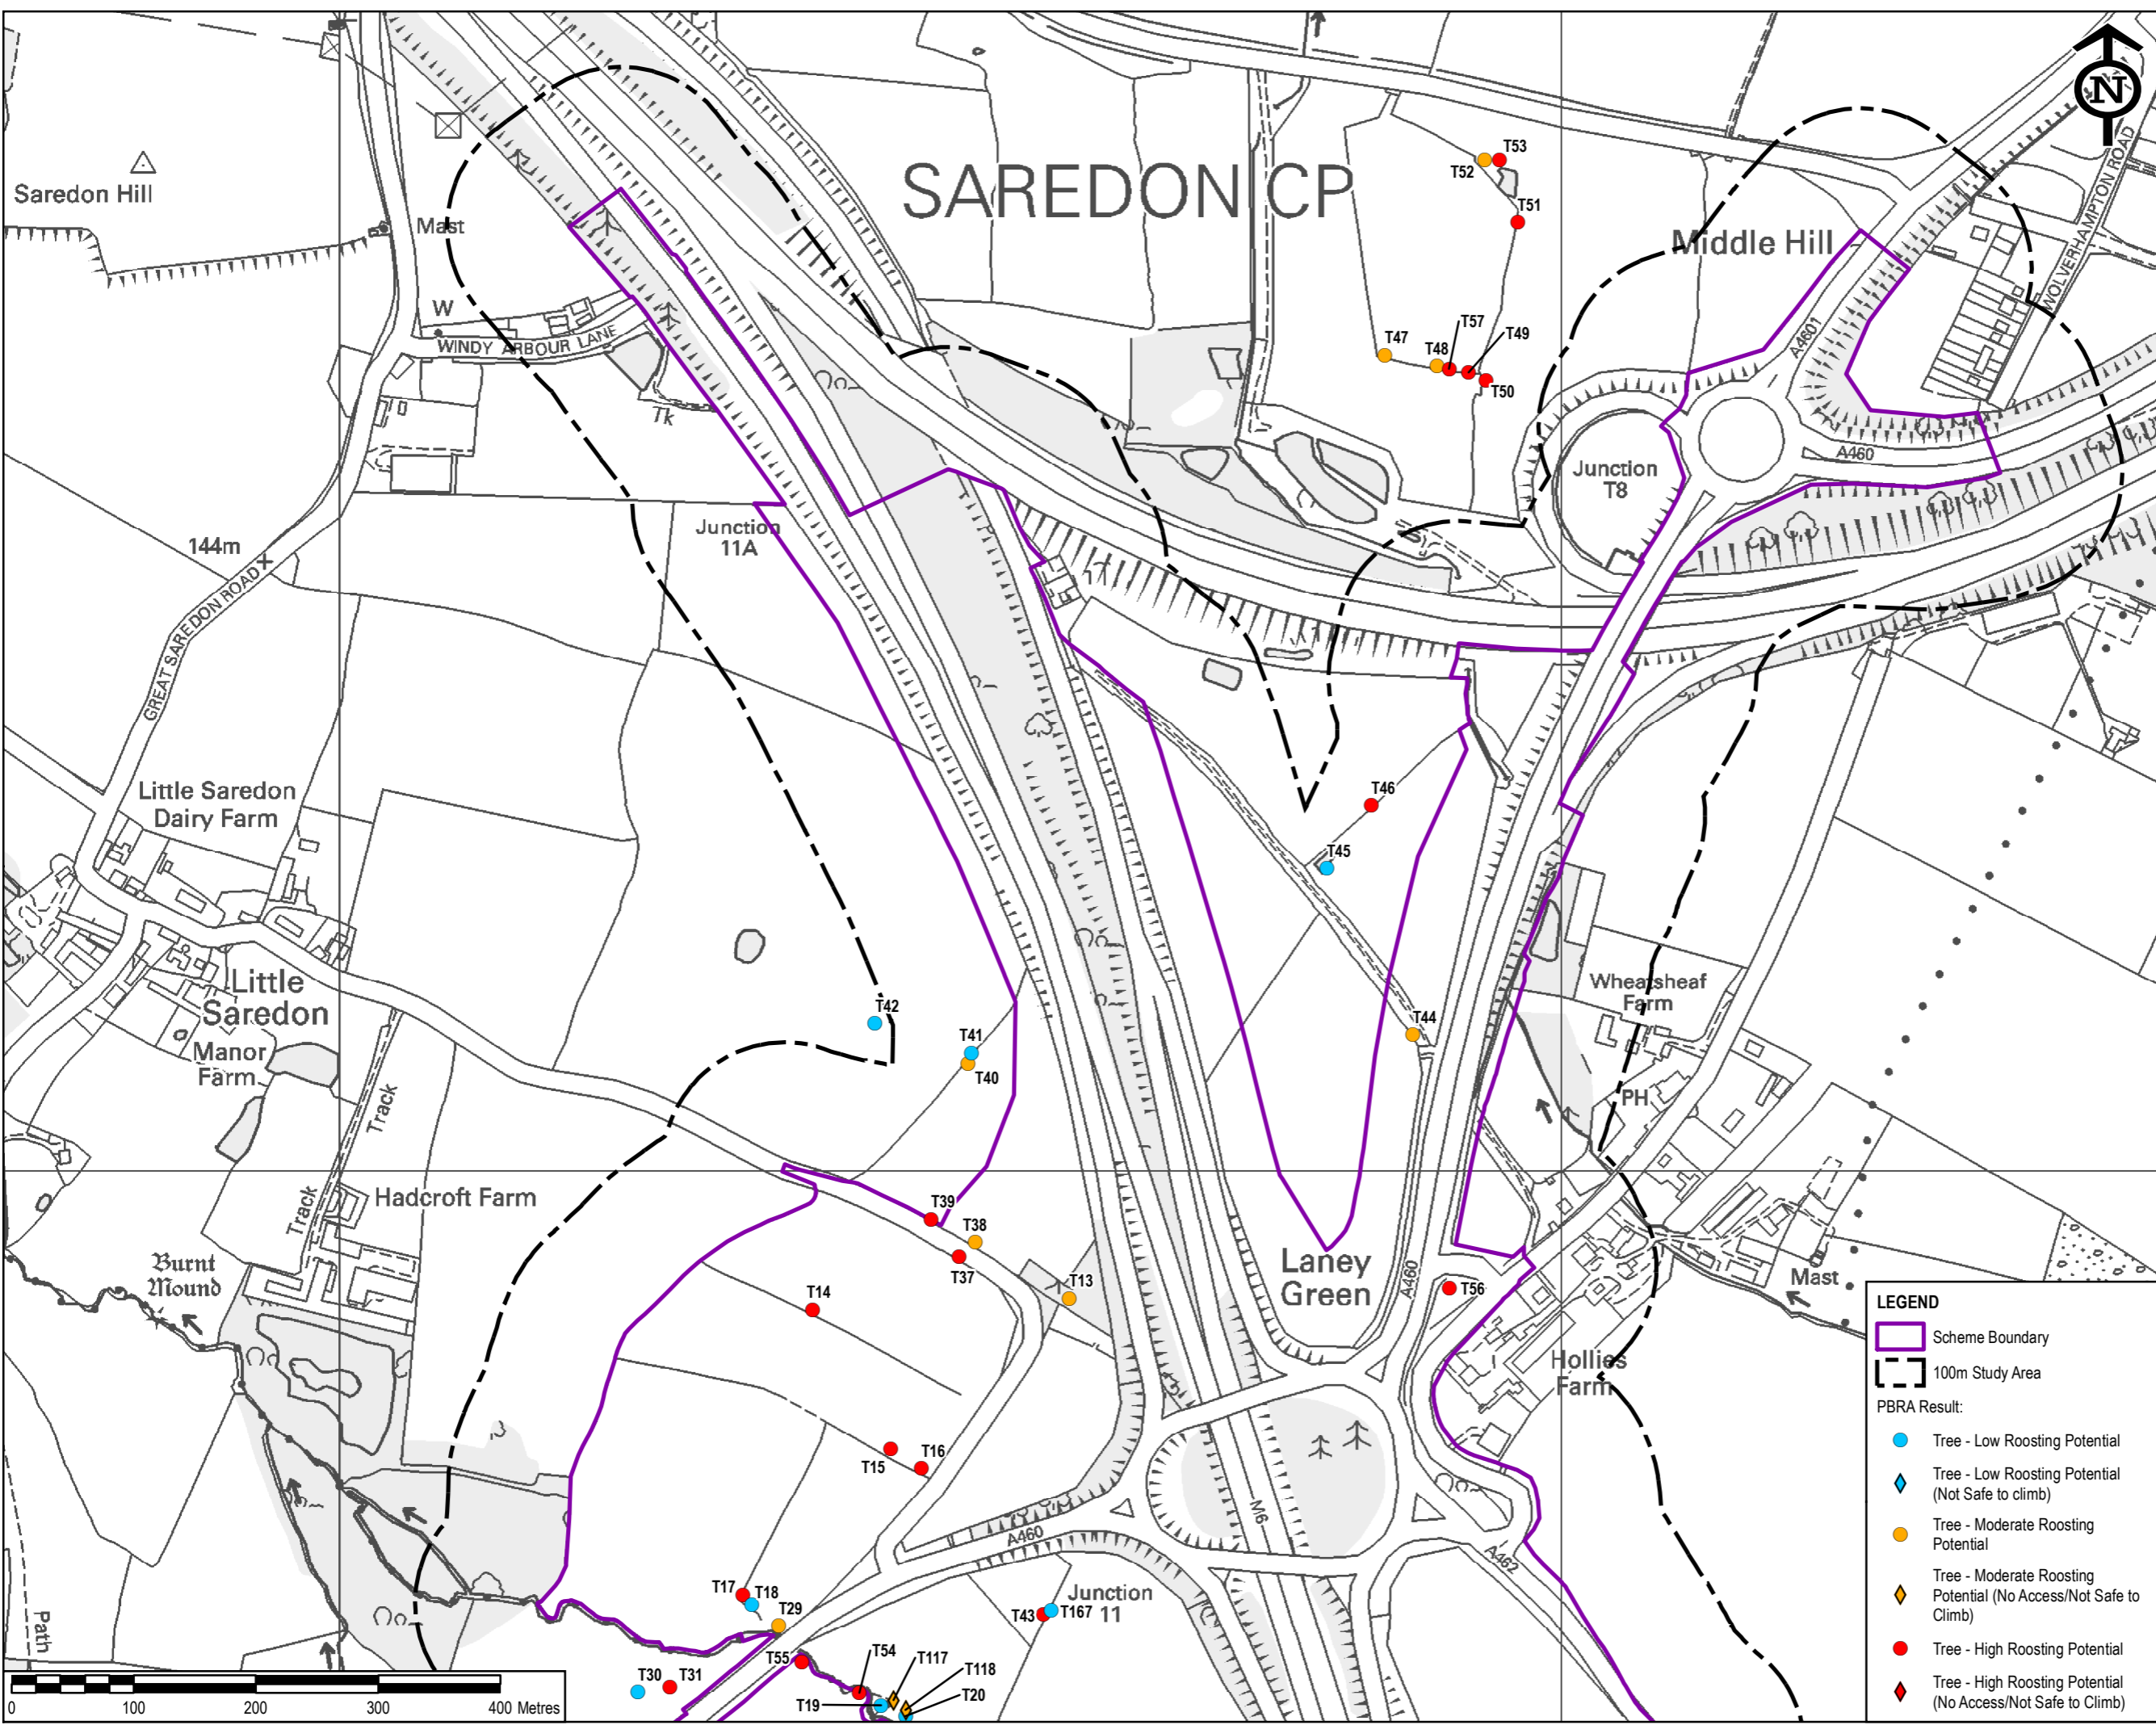 N
SAREDON CP
Saredon Hill
Mast
W
WINDY ARBOUR LANE
Tk
T53
T52
T51
Middle Hill
WOLVERHAMPTON ROAD
T47
T48
T57
T49
T50
A4601
A460
Junction
T8
Junction
11A
144m
GREAT SAREDON ROAD
Little Saredon
Dairy Farm
T46
T45
Little
Saredon
Manor
Farm
Track
T42
T41
T40
T44
Wheatsheaf
Farm
PH
Track
Hadcroft Farm
T39
T38
T37
T13
T14
Burnt
Mound
Laney
Green
A460
T56
Mast
Hollies
Farm
T15
T16
M6
A460
A462
Path
T17
T18
T29
T43
T167
Junction
11
T30
T31
T55
T54
T117
T118
T19
T20
0 100 200 300 400 Metres
LEGEND
Scheme Boundary
100m Study Area
PBRA Result:
Tree - Low Roosting Potential
Tree - Low Roosting Potential
(Not Safe to climb)
Tree - Moderate Roosting
Potential
Tree - Moderate Roosting
Potential (No Access/Not Safe to
Climb)
Tree - High Roosting Potential
Tree - High Roosting Potential
(No Access/Not Safe to Climb)